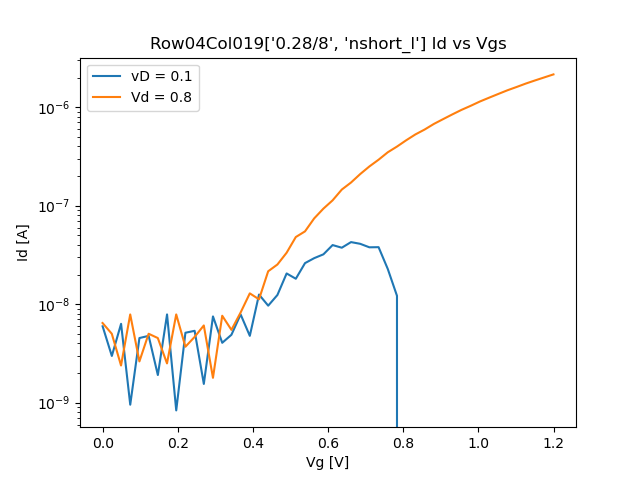 Row04Col019['0.28/8', 'nshort_l'] Id vs Vgs
vD = 0.1
Vd = 0.8
10⁻⁶
10⁻⁷
10⁻⁸
10⁻⁹
Id [A]
0.0 0.2 0.4 0.6 0.8 1.0 1.2
Vg [V]